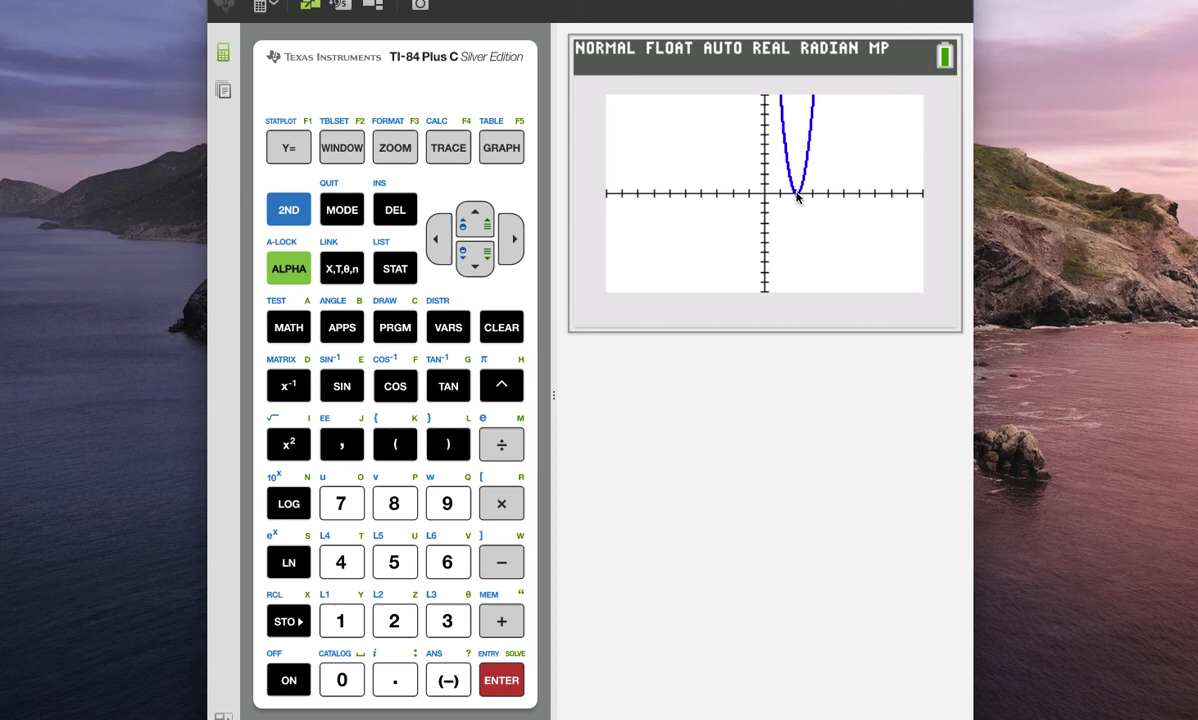 NORMAL FLOAT AUTO REAL RADIAN MP
TEXAS INSTRUMENTS TI-84 Plus C Silver Edition
STATPLOT F1 TBLSET F2 FORMAT F3 CALC F4 TABLE F5
Y= WINDOW ZOOM TRACE GRAPH
QUIT INS
2ND MODE DEL
A-LOCK LINK LIST
ALPHA X,T,θ,n STAT
TEST A ANGLE B DRAW C DISTR
MATH APPS PRGM VARS CLEAR
MATRIX D SIN⁻¹ E COS⁻¹ F TAN⁻¹ G π H
x⁻¹ SIN COS TAN ^
√ I EE J { K } L e M
x² , ( ) ÷
10ˣ N u O v P w Q [ R
LOG 7 8 9 ×
eˣ S L4 T L5 U L6 V ] W
LN 4 5 6 −
RCL X L1 Y L2 Z L3 θ MEM “
STO▸ 1 2 3 +
OFF CATALOG ⎵ i : ANS ? ENTRY SOLVE
ON 0 . (−) ENTER